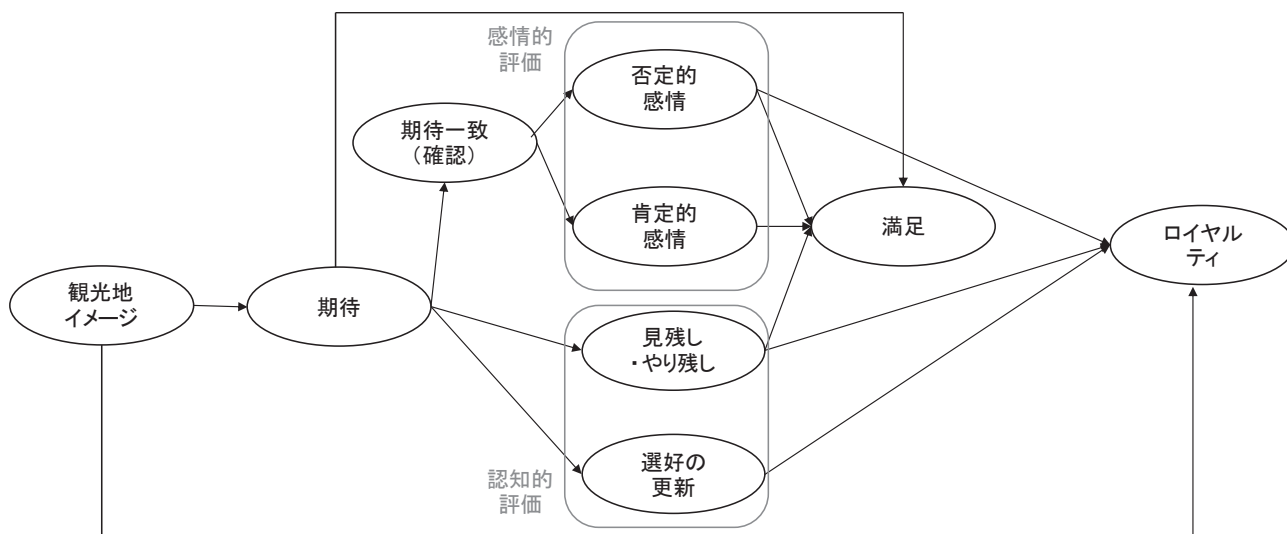 感情的
評価
否定的
感情
期待一致
（確認）
肯定的
感情
満足
ロイヤル
ティ
観光地
イメージ
期待
見残し
・やり残し
選好の
更新
認知的
評価